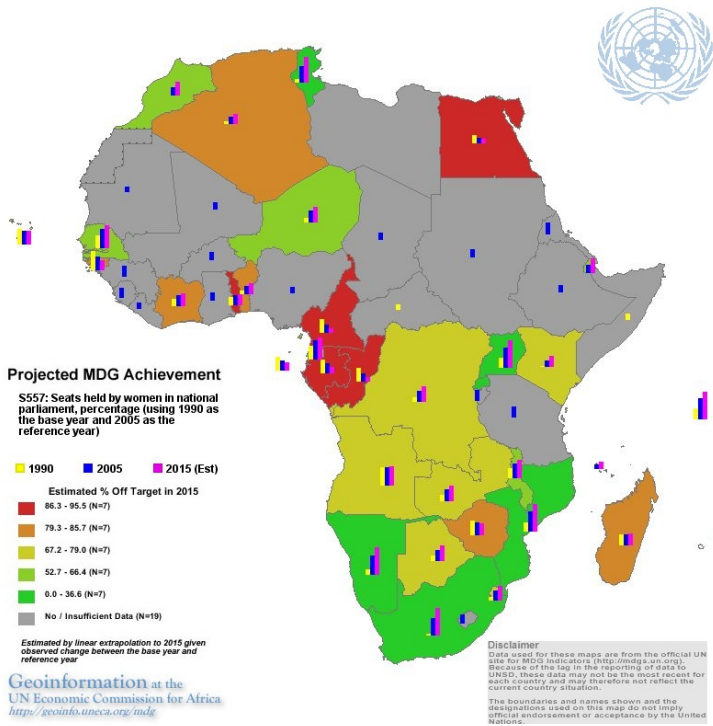 Projected MDG Achievement
S557: Seats held by women in national
parliament, percentage (using 1990 as
the base year and 2005 as the
reference year)
1990 2005 2015 (Est)
Estimated % Off Target in 2015
86.3 - 95.5 (N=7)
79.3 - 85.7 (N=7)
67.2 - 79.0 (N=7)
52.7 - 66.4 (N=7)
0.0 - 36.6 (N=7)
No / Insufficient Data (N=19)
Estimated by linear extrapolation to 2015 given
observed change between the base year and
reference year
Geoinformation at the
UN Economic Commission for Africa
http://geoinfo.uneca.org/mdg
Disclaimer
Data used for these maps are from the official UN
site for MDG Indicators (http://mdgs.un.org).
Because of the lag in the reporting of data to
UNSD, these data may not be the most recent for
each country and may therefore not reflect the
current country situation.
The boundaries and names shown and the
designations used on this map do not imply
official endorsement or acceptance by the United
Nations.